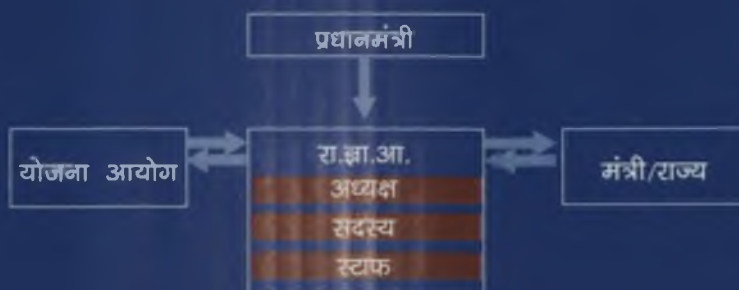 प्रधानमंत्री
योजना आयोग
रा.ज्ञा.आ.
अध्यक्ष
सदस्य
स्टाफ
मंत्री/राज्य